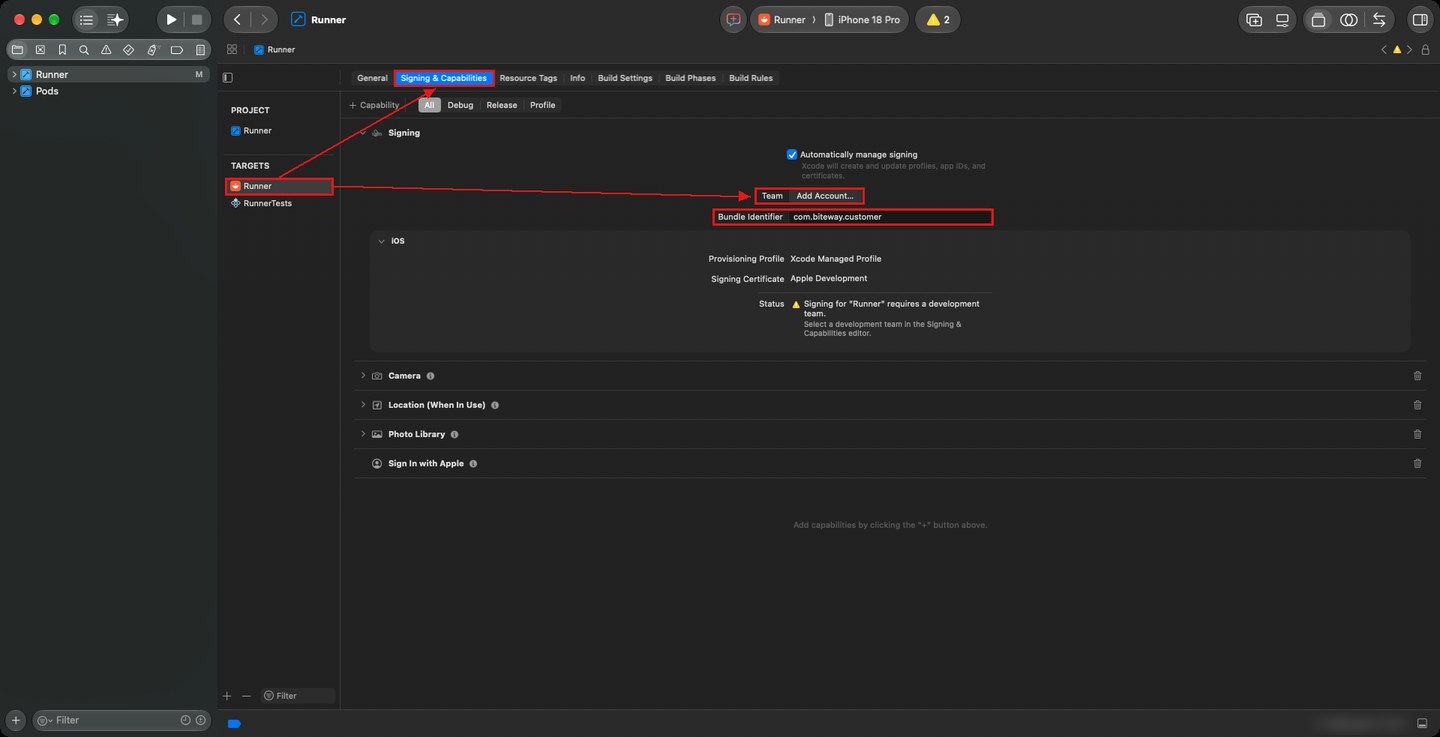 Runner
Runner
iPhone 18 Pro
2
Runner
Runner M
Pods
General
Signing & Capabilities
Resource Tags
Info
Build Settings
Build Phases
Build Rules
+ Capability
All
Debug
Release
Profile
PROJECT
Runner
TARGETS
Runner
RunnerTests
Signing
Automatically manage signing
Xcode will create and update profiles, app IDs, and
certificates.
Team Add Account...
Bundle Identifier com.biteway.customer
iOS
Provisioning Profile Xcode Managed Profile
Signing Certificate Apple Development
Status Signing for "Runner" requires a development
team.
Select a development team in the Signing &
Capabilities editor.
Camera
Location (When In Use)
Photo Library
Sign In with Apple
Add capabilities by clicking the "+" button above.
Filter
Filter